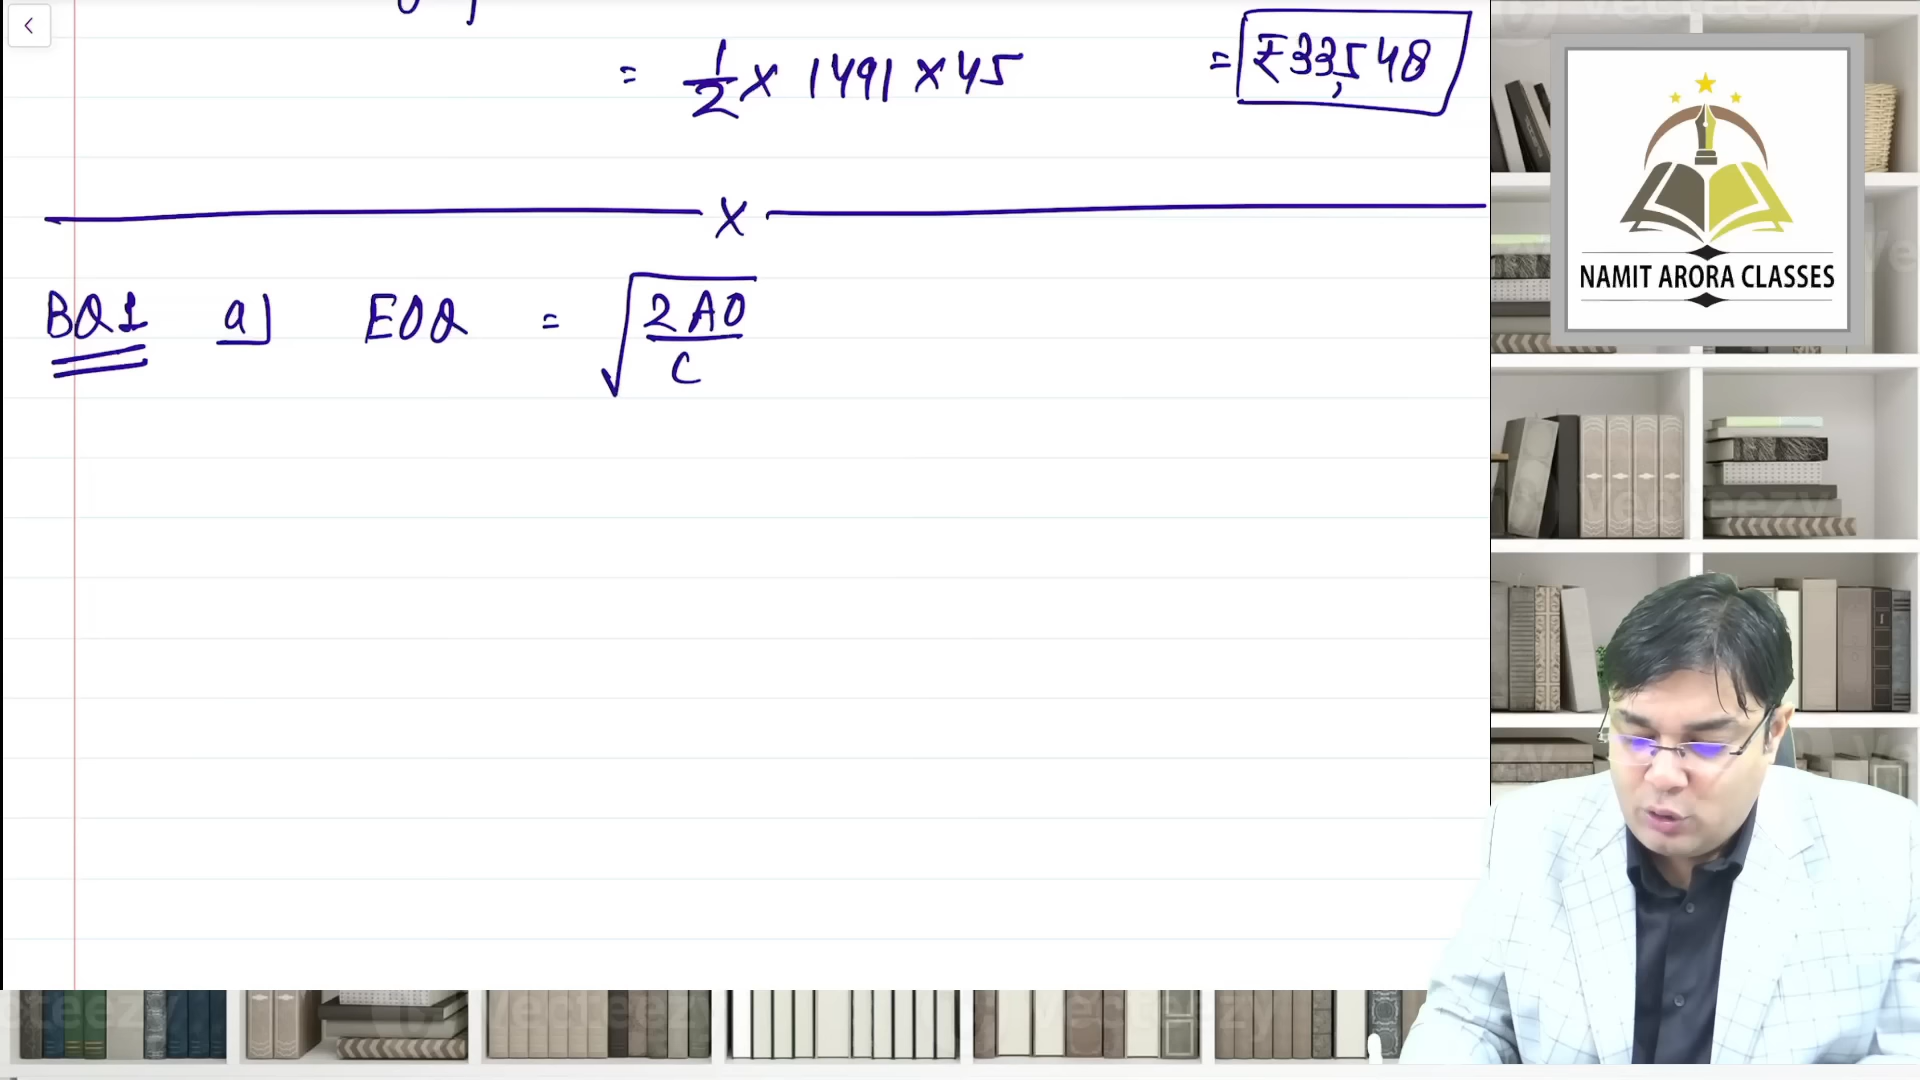 = 1/2 x 1491 x 45 = ₹33,548
x
BQ1 a] EOQ = √(2AO/C)
NAMIT ARORA CLASSES